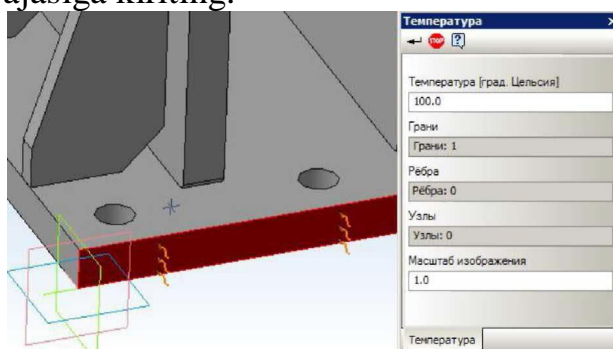 ajasiga kiriting.
Температура
STOP
Температура [град. Цельсия]
100.0
Грани
Грани: 1
Рёбра
Рёбра: 0
Узлы
Узлы: 0
Масштаб изображения
1.0
Температура